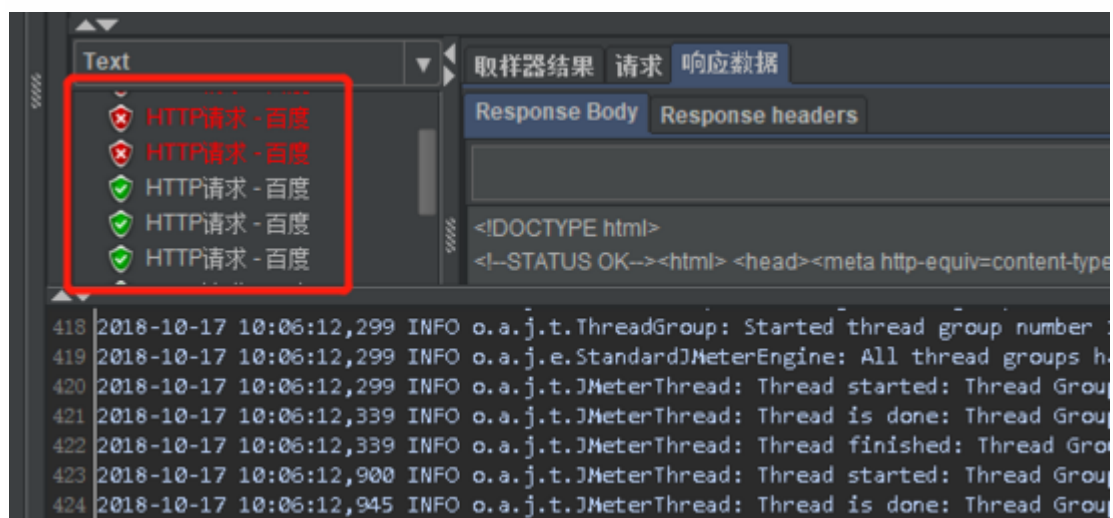 Text
取样器结果 请求 响应数据
HTTP请求 - 百度
Response Body Response headers
HTTP请求 - 百度
HTTP请求 - 百度
HTTP请求 - 百度
<!DOCTYPE html>
HTTP请求 - 百度
<!--STATUS OK--><html> <head><meta http-equiv=content-type
418 2018-10-17 10:06:12,299 INFO o.a.j.t.ThreadGroup: Started thread group number
419 2018-10-17 10:06:12,299 INFO o.a.j.e.StandardJMeterEngine: All thread groups
420 2018-10-17 10:06:12,299 INFO o.a.j.t.JMeterThread: Thread started: Thread
421 2018-10-17 10:06:12,339 INFO o.a.j.t.JMeterThread: Thread is done: Thread
422 2018-10-17 10:06:12,339 INFO o.a.j.t.JMeterThread: Thread finished: Thread
423 2018-10-17 10:06:12,900 INFO o.a.j.t.JMeterThread: Thread started: Thread
424 2018-10-17 10:06:12,945 INFO o.a.j.t.JMeterThread: Thread is done: Thread